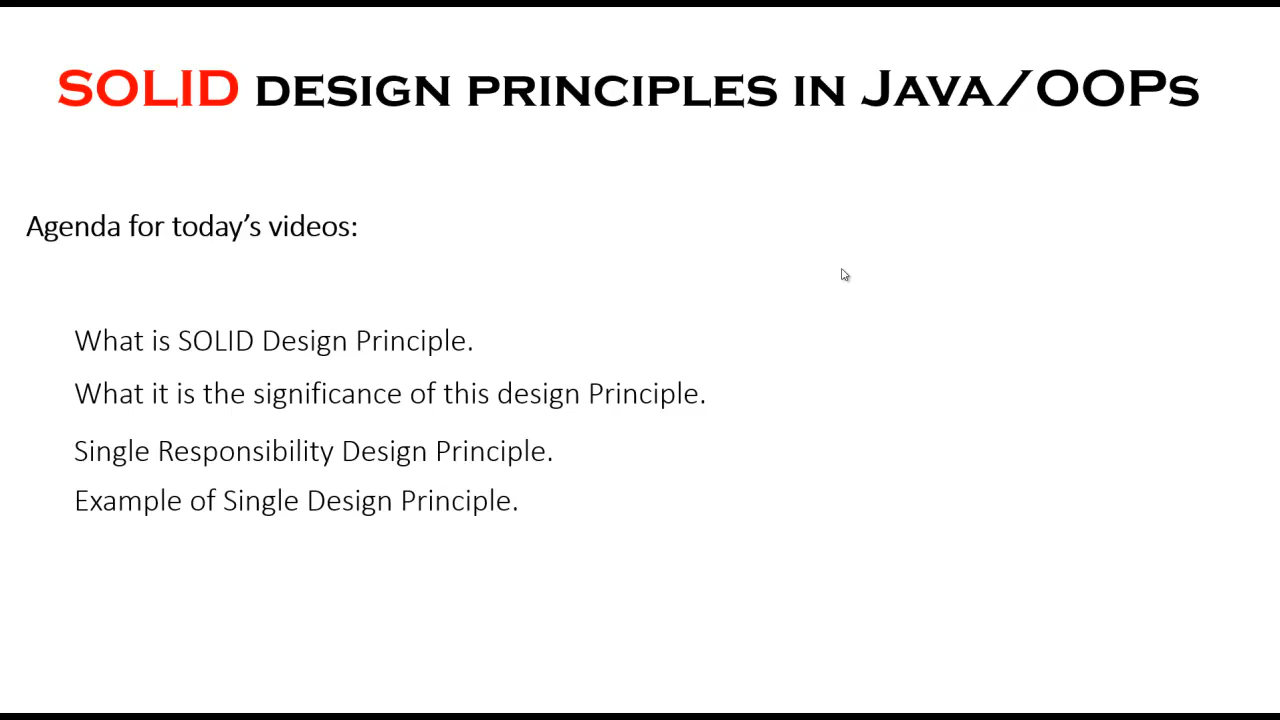 SOLID DESIGN PRINCIPLES IN JAVA/OOPs
Agenda for today’s videos:
What is SOLID Design Principle.
What it is the significance of this design Principle.
Single Responsibility Design Principle.
Example of Single Design Principle.